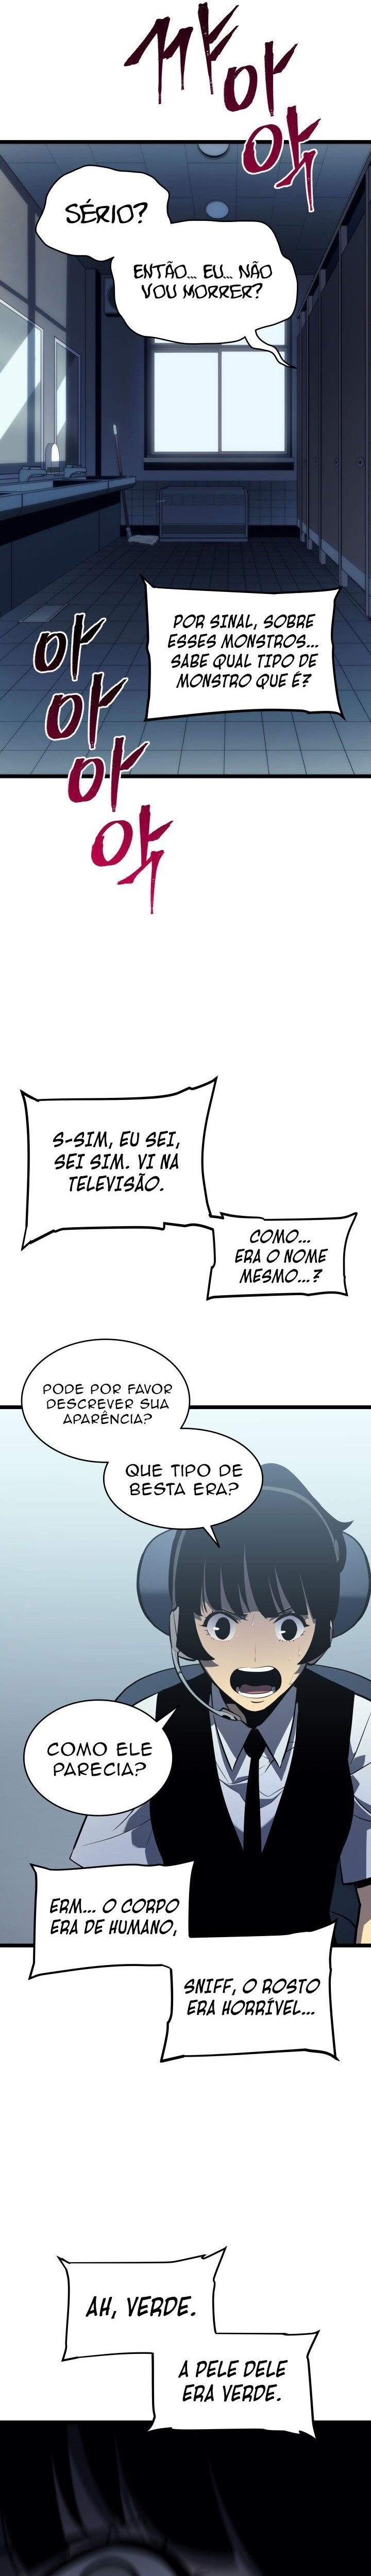 꺄
아
악
SÉRIO?
ENTÃO... EU... NÃO
VOU MORRER?
POR SINAL, SOBRE
ESSES MONSTROS...
SABE QUAL TIPO DE
MONSTRO QUE É?
아
아
아
악
S-SIM, EU SEI,
SEI SIM. VI NA
TELEVISÃO.
COMO...
ERA O NOME
MESMO...?
PODE POR FAVOR
DESCREVER SUA
APARÊNCIA?
QUE TIPO DE
BESTA ERA?
COMO ELE
PARECIA?
ERM... O CORPO
ERA DE HUMANO,
SNIFF, O ROSTO
ERA HORRÍVEL...
AH, VERDE.
A PELE DELE
ERA VERDE.